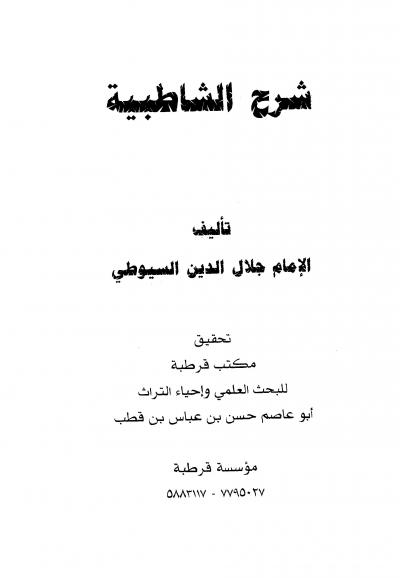 شرح الشاطبية
تأليف
الإمام جلال الدين السيوطي
تحقيق
مكتب قرطبة
للبحث العلمي وإحياء التراث
أبو عاصم حسن بن عباس بن قطب
مؤسسة قرطبة
٧٧٩٥٠٢٧ - ٥٨٨٣١١٧